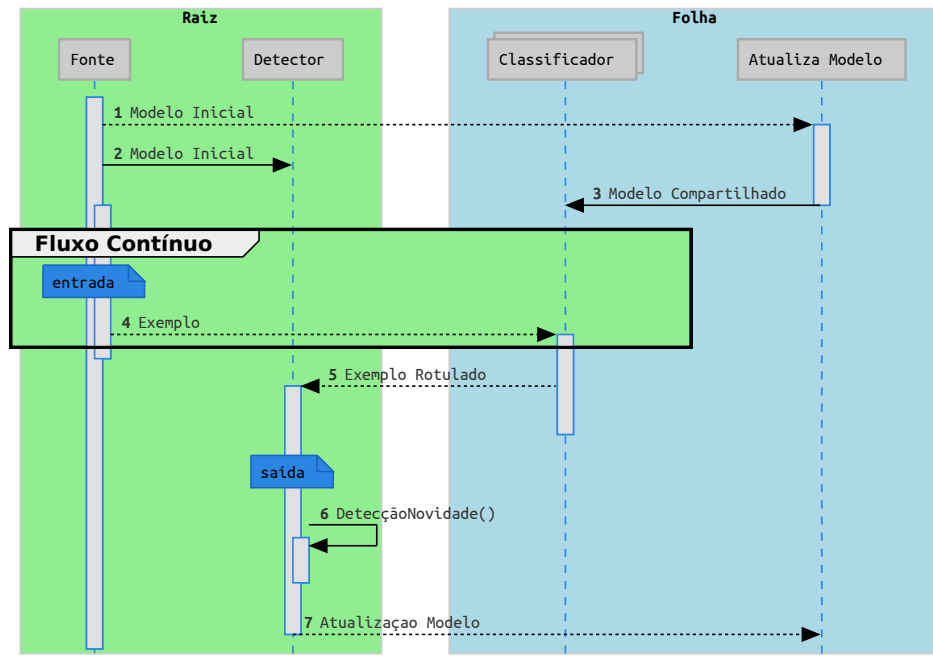 Raiz
Folha
Fonte
Detector
Classificador
Atualiza Modelo
1 Modelo Inicial
2 Modelo Inicial
3 Modelo Compartilhado
Fluxo Contínuo
entrada
4 Exemplo
5 Exemplo Rotulado
saída
6 DetecçãoNovidade()
7 Atualizaçao Modelo